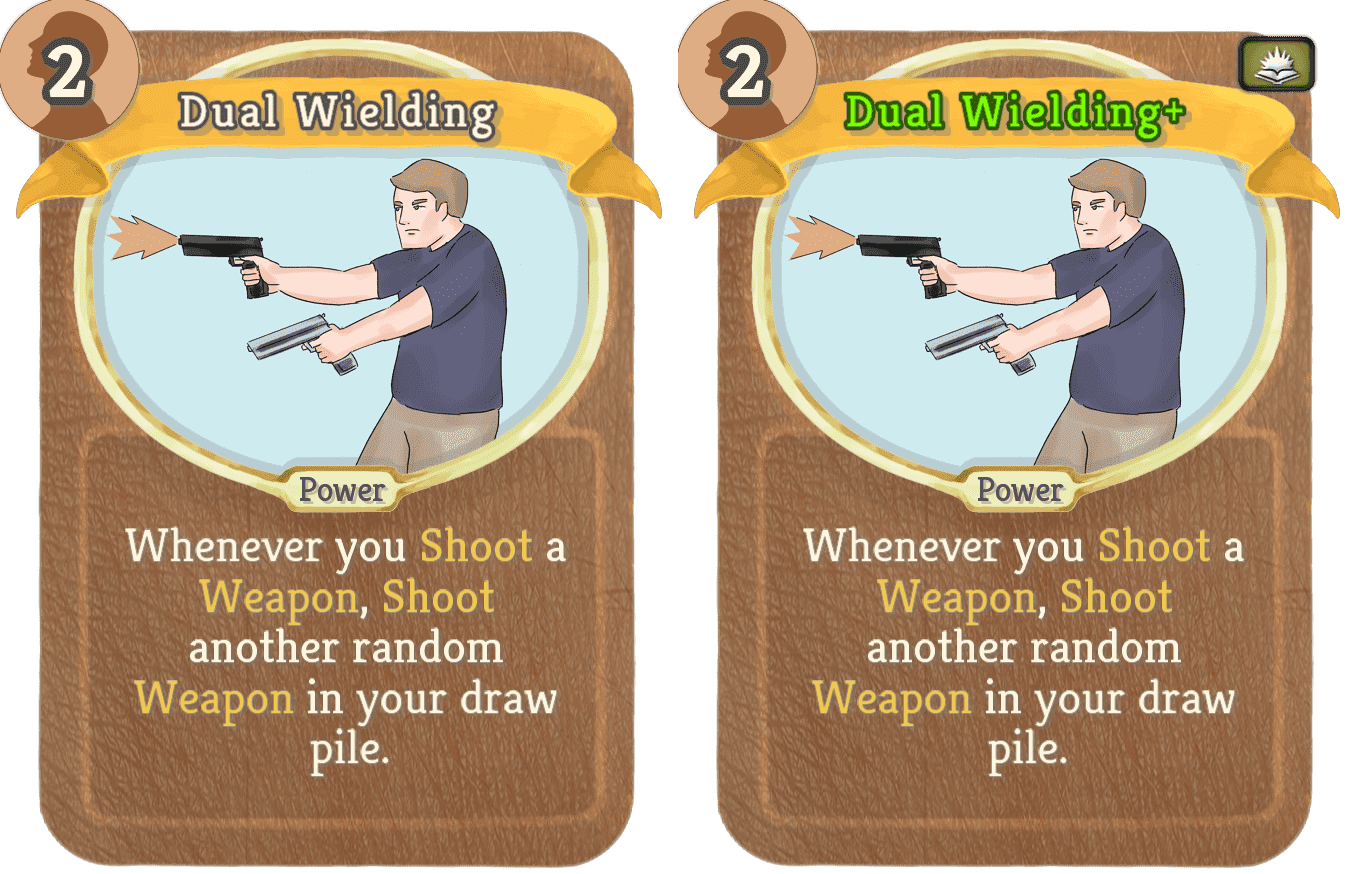 2
Dual Wielding
Power
Whenever you Shoot a
Weapon, Shoot
another random
Weapon in your draw
pile.
2
Dual Wielding+
Power
Whenever you Shoot a
Weapon, Shoot
another random
Weapon in your draw
pile.